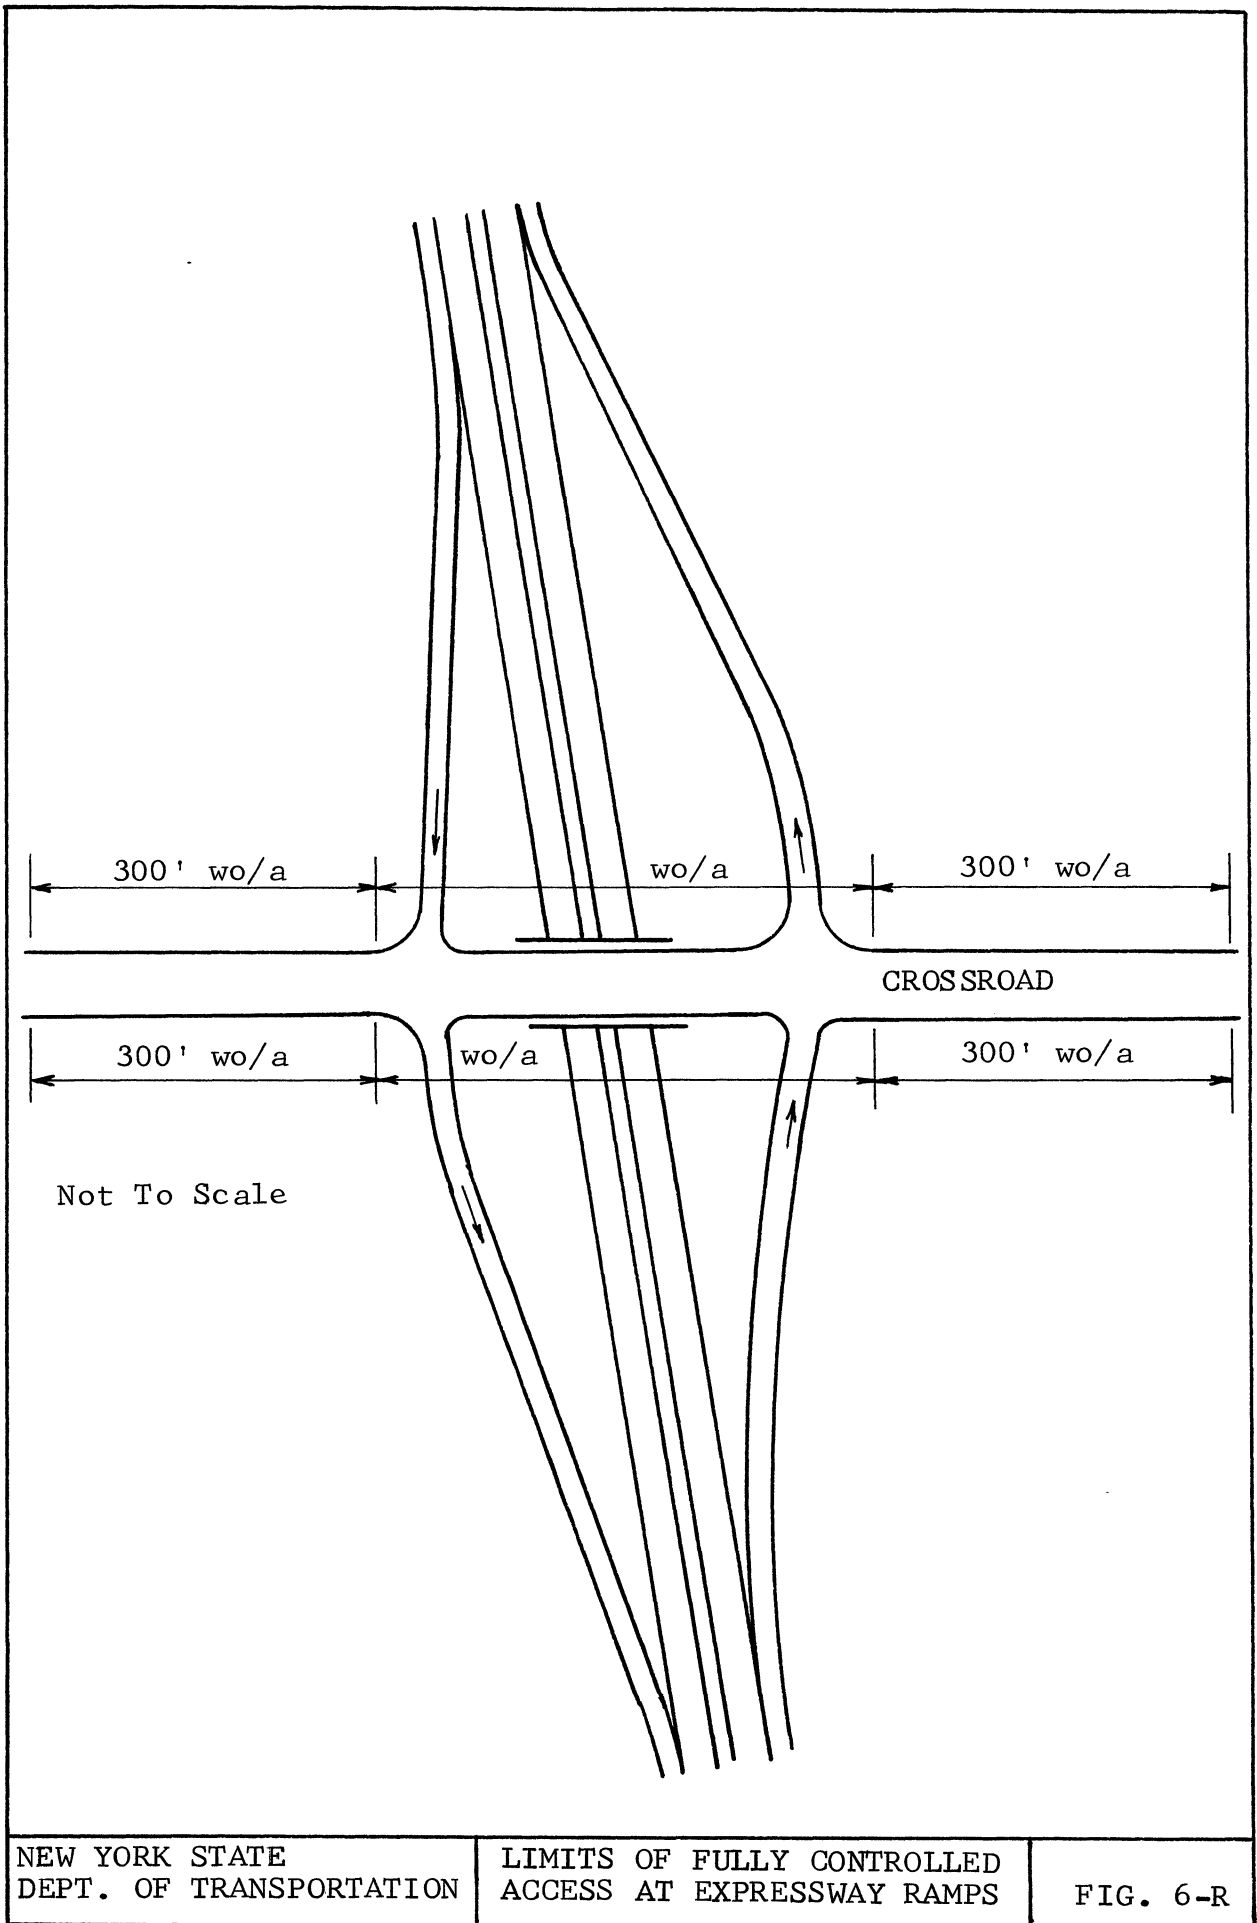 300' wo/a
wo/a
300' wo/a
CROSSROAD
300' wo/a
wo/a
300' wo/a
Not To Scale
NEW YORK STATE
DEPT. OF TRANSPORTATION
LIMITS OF FULLY CONTROLLED
ACCESS AT EXPRESSWAY RAMPS
FIG. 6-R